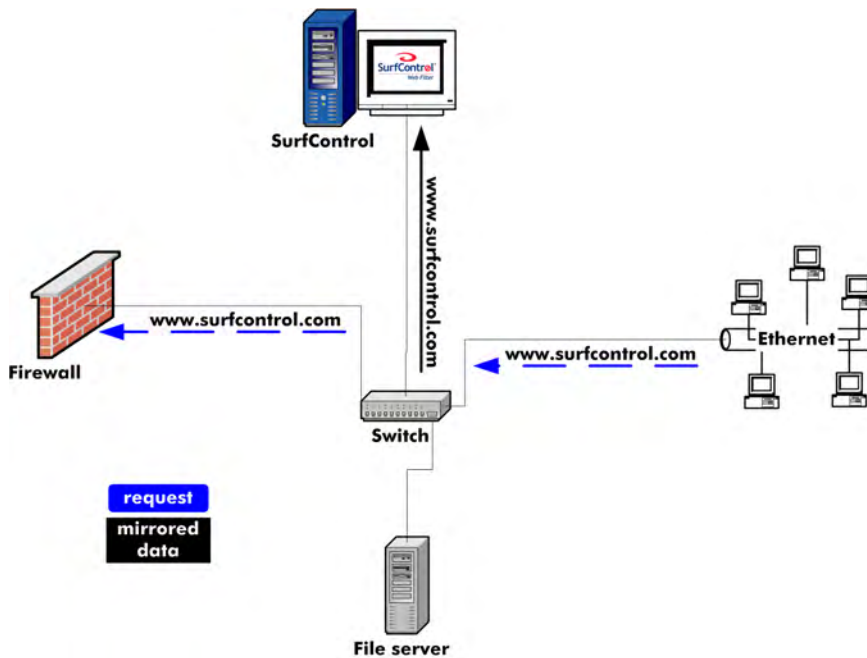 SurfControl
Web Filter
SurfControl
www.surfcontrol.com
www.surfcontrol.com
Firewall
www.surfcontrol.com
Ethernet
Switch
request
mirrored
data
File server